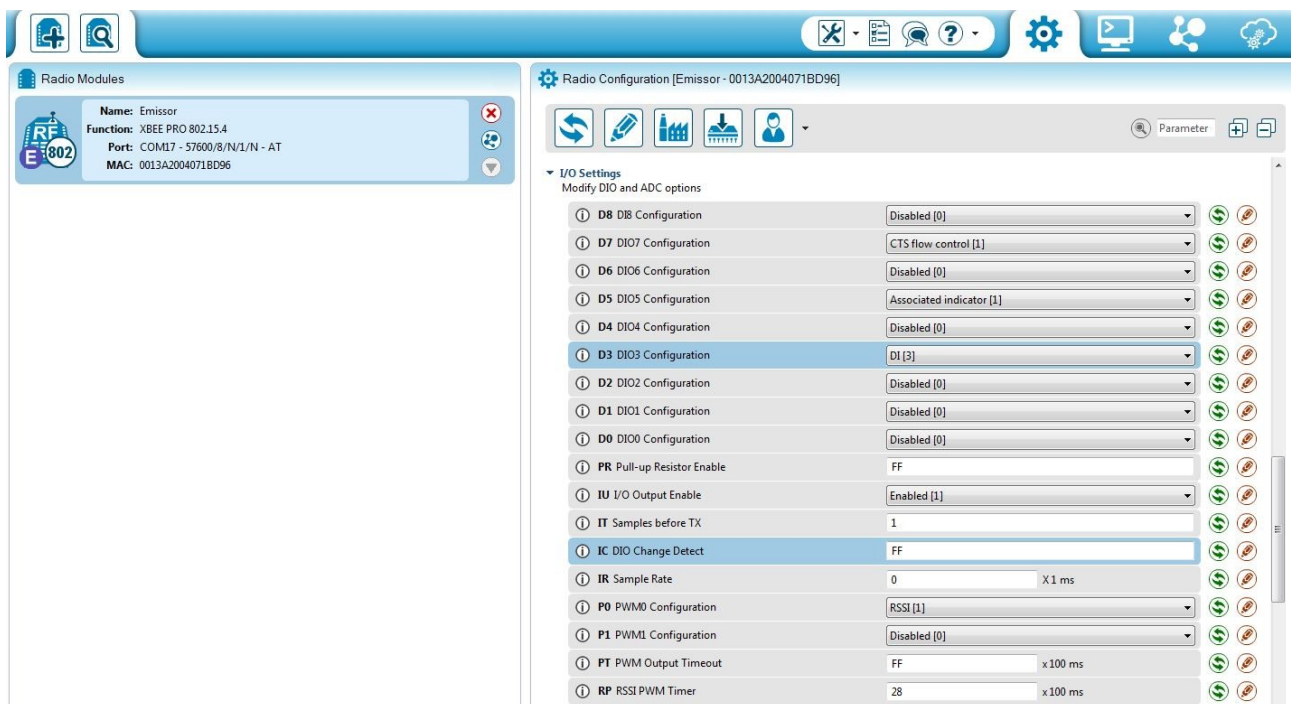 Radio Modules
Name: Emissor
Function: XBEE PRO 802.15.4
Port: COM17 - 57600/8/N/1/N - AT
MAC: 0013A2004071BD96
RF
E 802
Radio Configuration [Emissor - 0013A2004071BD96]
Parameter
I/O Settings
Modify DIO and ADC options
D8 DI8 Configuration Disabled [0]
D7 DIO7 Configuration CTS flow control [1]
D6 DIO6 Configuration Disabled [0]
D5 DIO5 Configuration Associated indicator [1]
D4 DIO4 Configuration Disabled [0]
D3 DIO3 Configuration DI [3]
D2 DIO2 Configuration Disabled [0]
D1 DIO1 Configuration Disabled [0]
D0 DIO0 Configuration Disabled [0]
PR Pull-up Resistor Enable FF
IU I/O Output Enable Enabled [1]
IT Samples before TX 1
IC DIO Change Detect FF
IR Sample Rate 0 X 1 ms
P0 PWM0 Configuration RSSI [1]
P1 PWM1 Configuration Disabled [0]
PT PWM Output Timeout FF x 100 ms
RP RSSI PWM Timer 28 x 100 ms